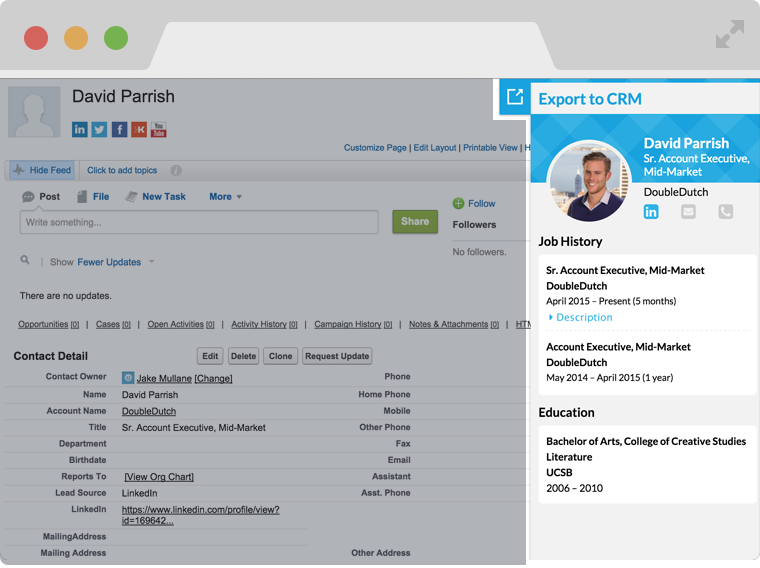 David Parrish
in
f
You Tube
Customize Page | Edit Layout | Printable View | H
Hide Feed
Click to add topics
i
Post
File
New Task
More
Write something...
Share
Follow
Followers
No followers.
Show Fewer Updates
There are no updates.
Opportunities [0] | Cases [0] | Open Activities [0] | Activity History [0] | Campaign History [0] | Notes & Attachments [0] | HTM
Contact Detail
Edit
Delete
Clone
Request Update
Contact Owner Jake Mullane [Change] Phone
Name David Parrish Home Phone
Account Name DoubleDutch Mobile
Title Sr. Account Executive, Mid-Market Other Phone
Department Fax
Birthdate Email
Reports To [View Org Chart] Assistant
Lead Source LinkedIn Asst. Phone
LinkedIn https://www.linkedin.com/profile/view?
id=169642...
MailingAddress
Mailing Address Other Address
Export to CRM
David Parrish
Sr. Account Executive,
Mid-Market
DoubleDutch
in
Job History
Sr. Account Executive, Mid-Market
DoubleDutch
April 2015 – Present (5 months)
Description
Account Executive, Mid-Market
DoubleDutch
May 2014 – April 2015 (1 year)
Education
Bachelor of Arts, College of Creative Studies
Literature
UCSB
2006 – 2010